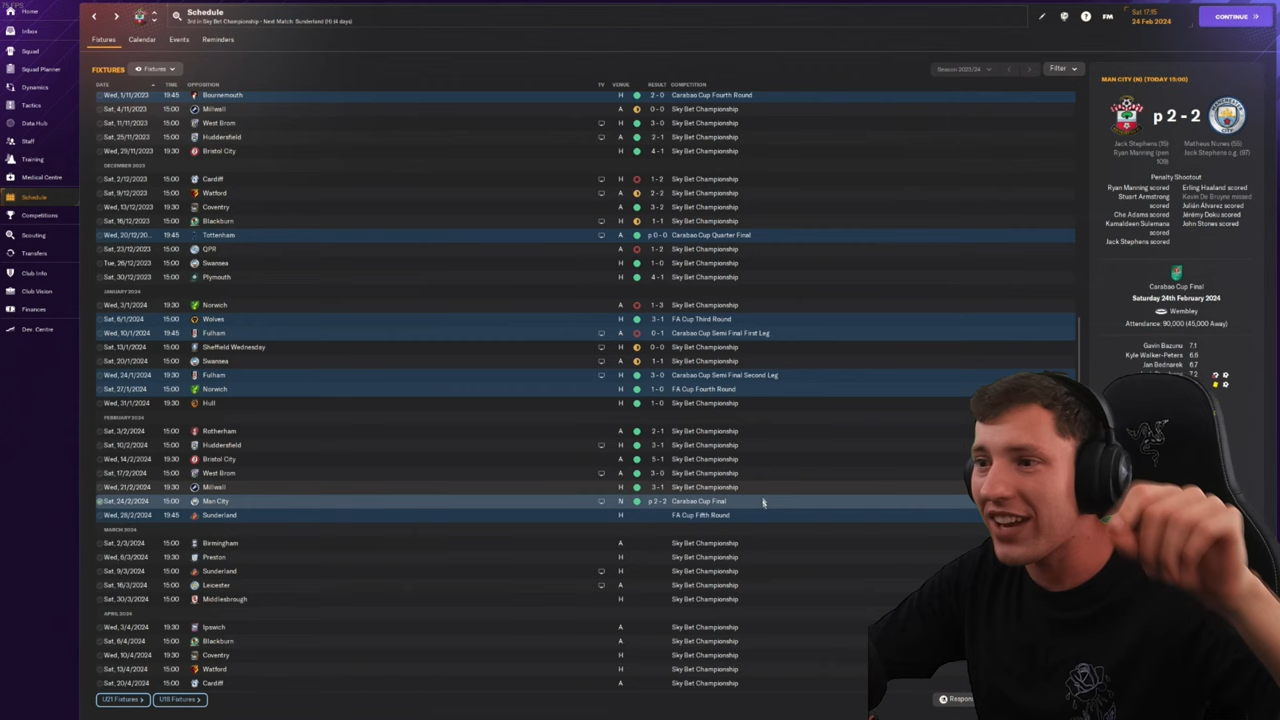 Home
Inbox
Squad
Squad Planner
Dynamics
Tactics
Data Hub
Staff
Training
Medical Centre
Schedule
Competitions
Scouting
Transfers
Club Info
Club Vision
Finances
Dev. Centre
Schedule
3rd in Sky Bet Championship - Next Match: Sunderland (H) (4 days)
FM
Sat 17:15
24 Feb 2024
CONTINUE
Fixtures Calendar Events Reminders
FIXTURES Fixtures
Season 2023/24
Filter
DATE TIME OPPOSITION TV VENUE RESULT COMPETITION
Wed, 1/11/2023 19:45 Bournemouth H 2 - 0 Carabao Cup Fourth Round
Sat, 4/11/2023 15:00 Millwall A 0 - 0 Sky Bet Championship
Sat, 11/11/2023 15:00 West Brom H 3 - 0 Sky Bet Championship
Sat, 25/11/2023 15:00 Huddersfield A 2 - 1 Sky Bet Championship
Wed, 29/11/2023 19:30 Bristol City H 4 - 1 Sky Bet Championship
DECEMBER 2023
Sat, 2/12/2023 15:00 Cardiff H 1 - 2 Sky Bet Championship
Sat, 9/12/2023 15:00 Watford A 2 - 2 Sky Bet Championship
Wed, 13/12/2023 19:30 Coventry A 3 - 2 Sky Bet Championship
Sat, 16/12/2023 15:00 Blackburn H 1 - 1 Sky Bet Championship
Wed, 20/12/20... 19:45 Tottenham A p 0 - 0 Carabao Cup Quarter Final
Sat, 23/12/2023 15:00 QPR A 1 - 2 Sky Bet Championship
Tue, 26/12/2023 15:00 Swansea H 1 - 0 Sky Bet Championship
Sat, 30/12/2023 15:00 Plymouth H 4 - 1 Sky Bet Championship
JANUARY 2024
Wed, 3/1/2024 19:30 Norwich A 1 - 3 Sky Bet Championship
Sat, 6/1/2024 15:00 Wolves H 3 - 1 FA Cup Third Round
Wed, 10/1/2024 19:45 Fulham A 0 - 1 Carabao Cup Semi Final First Leg
Sat, 13/1/2024 15:00 Sheffield Wednesday H 0 - 0 Sky Bet Championship
Sat, 20/1/2024 15:00 Swansea A 1 - 1 Sky Bet Championship
Wed, 24/1/2024 19:45 Fulham H 3 - 0 Carabao Cup Semi Final Second Leg
Sat, 27/1/2024 15:00 Norwich H 1 - 0 FA Cup Fourth Round
Wed, 31/1/2024 19:30 Hull H 1 - 0 Sky Bet Championship
FEBRUARY 2024
Sat, 3/2/2024 15:00 Rotherham A 2 - 1 Sky Bet Championship
Sat, 10/2/2024 15:00 Huddersfield H 3 - 1 Sky Bet Championship
Wed, 14/2/2024 19:30 Bristol City A 5 - 1 Sky Bet Championship
Sat, 17/2/2024 15:00 West Brom A 3 - 0 Sky Bet Championship
Wed, 21/2/2024 19:30 Millwall H 3 - 1 Sky Bet Championship
Sat, 24/2/2024 15:00 Man City N p 2 - 2 Carabao Cup Final
Wed, 28/2/2024 19:45 Sunderland H FA Cup Fifth Round
MARCH 2024
Sat, 2/3/2024 15:00 Birmingham A Sky Bet Championship
Wed, 6/3/2024 19:30 Preston H Sky Bet Championship
Sat, 9/3/2024 15:00 Sunderland H Sky Bet Championship
Sat, 16/3/2024 15:00 Leicester A Sky Bet Championship
Sat, 30/3/2024 15:00 Middlesbrough H Sky Bet Championship
APRIL 2024
Wed, 3/4/2024 19:30 Ipswich A Sky Bet Championship
Sat, 6/4/2024 15:00 Blackburn A Sky Bet Championship
Wed, 10/4/2024 19:30 Coventry H Sky Bet Championship
Sat, 13/4/2024 15:00 Watford H Sky Bet Championship
Sat, 20/4/2024 15:00 Cardiff A Sky Bet Championship
U21 Fixtures > U18 Fixtures >
Respon
MAN CITY (N) (TODAY 15:00)
p 2 - 2
Jack Stephens (15) Matheus Nunes (55)
Ryan Manning (pen Jack Stephens o.g. (97)
109)
Penalty Shootout
Ryan Manning scored Erling Haaland scored
Stuart Armstrong Kevin De Bruyne missed
scored Julián Álvarez scored
Che Adams scored Jérémy Doku scored
Kamaldeen Sulemana John Stones scored
scored
Jack Stephens scored
Carabao Cup Final
Saturday 24th February 2024
Wembley
Attendance: 90,000 (45,000 Away)
Gavin Bazunu 7.1
Kyle Walker-Peters 6.6
Jan Bednarek 6.7
7.2